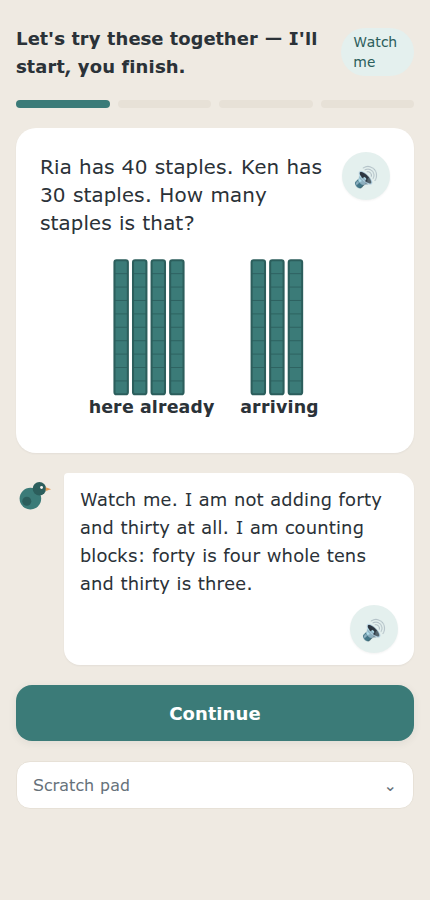 Let's try these together — I'll
start, you finish.
Watch
me
Ria has 40 staples. Ken has
30 staples. How many
staples is that?
here already
arriving
Watch me. I am not adding forty
and thirty at all. I am counting
blocks: forty is four whole tens
and thirty is three.
Continue
Scratch pad